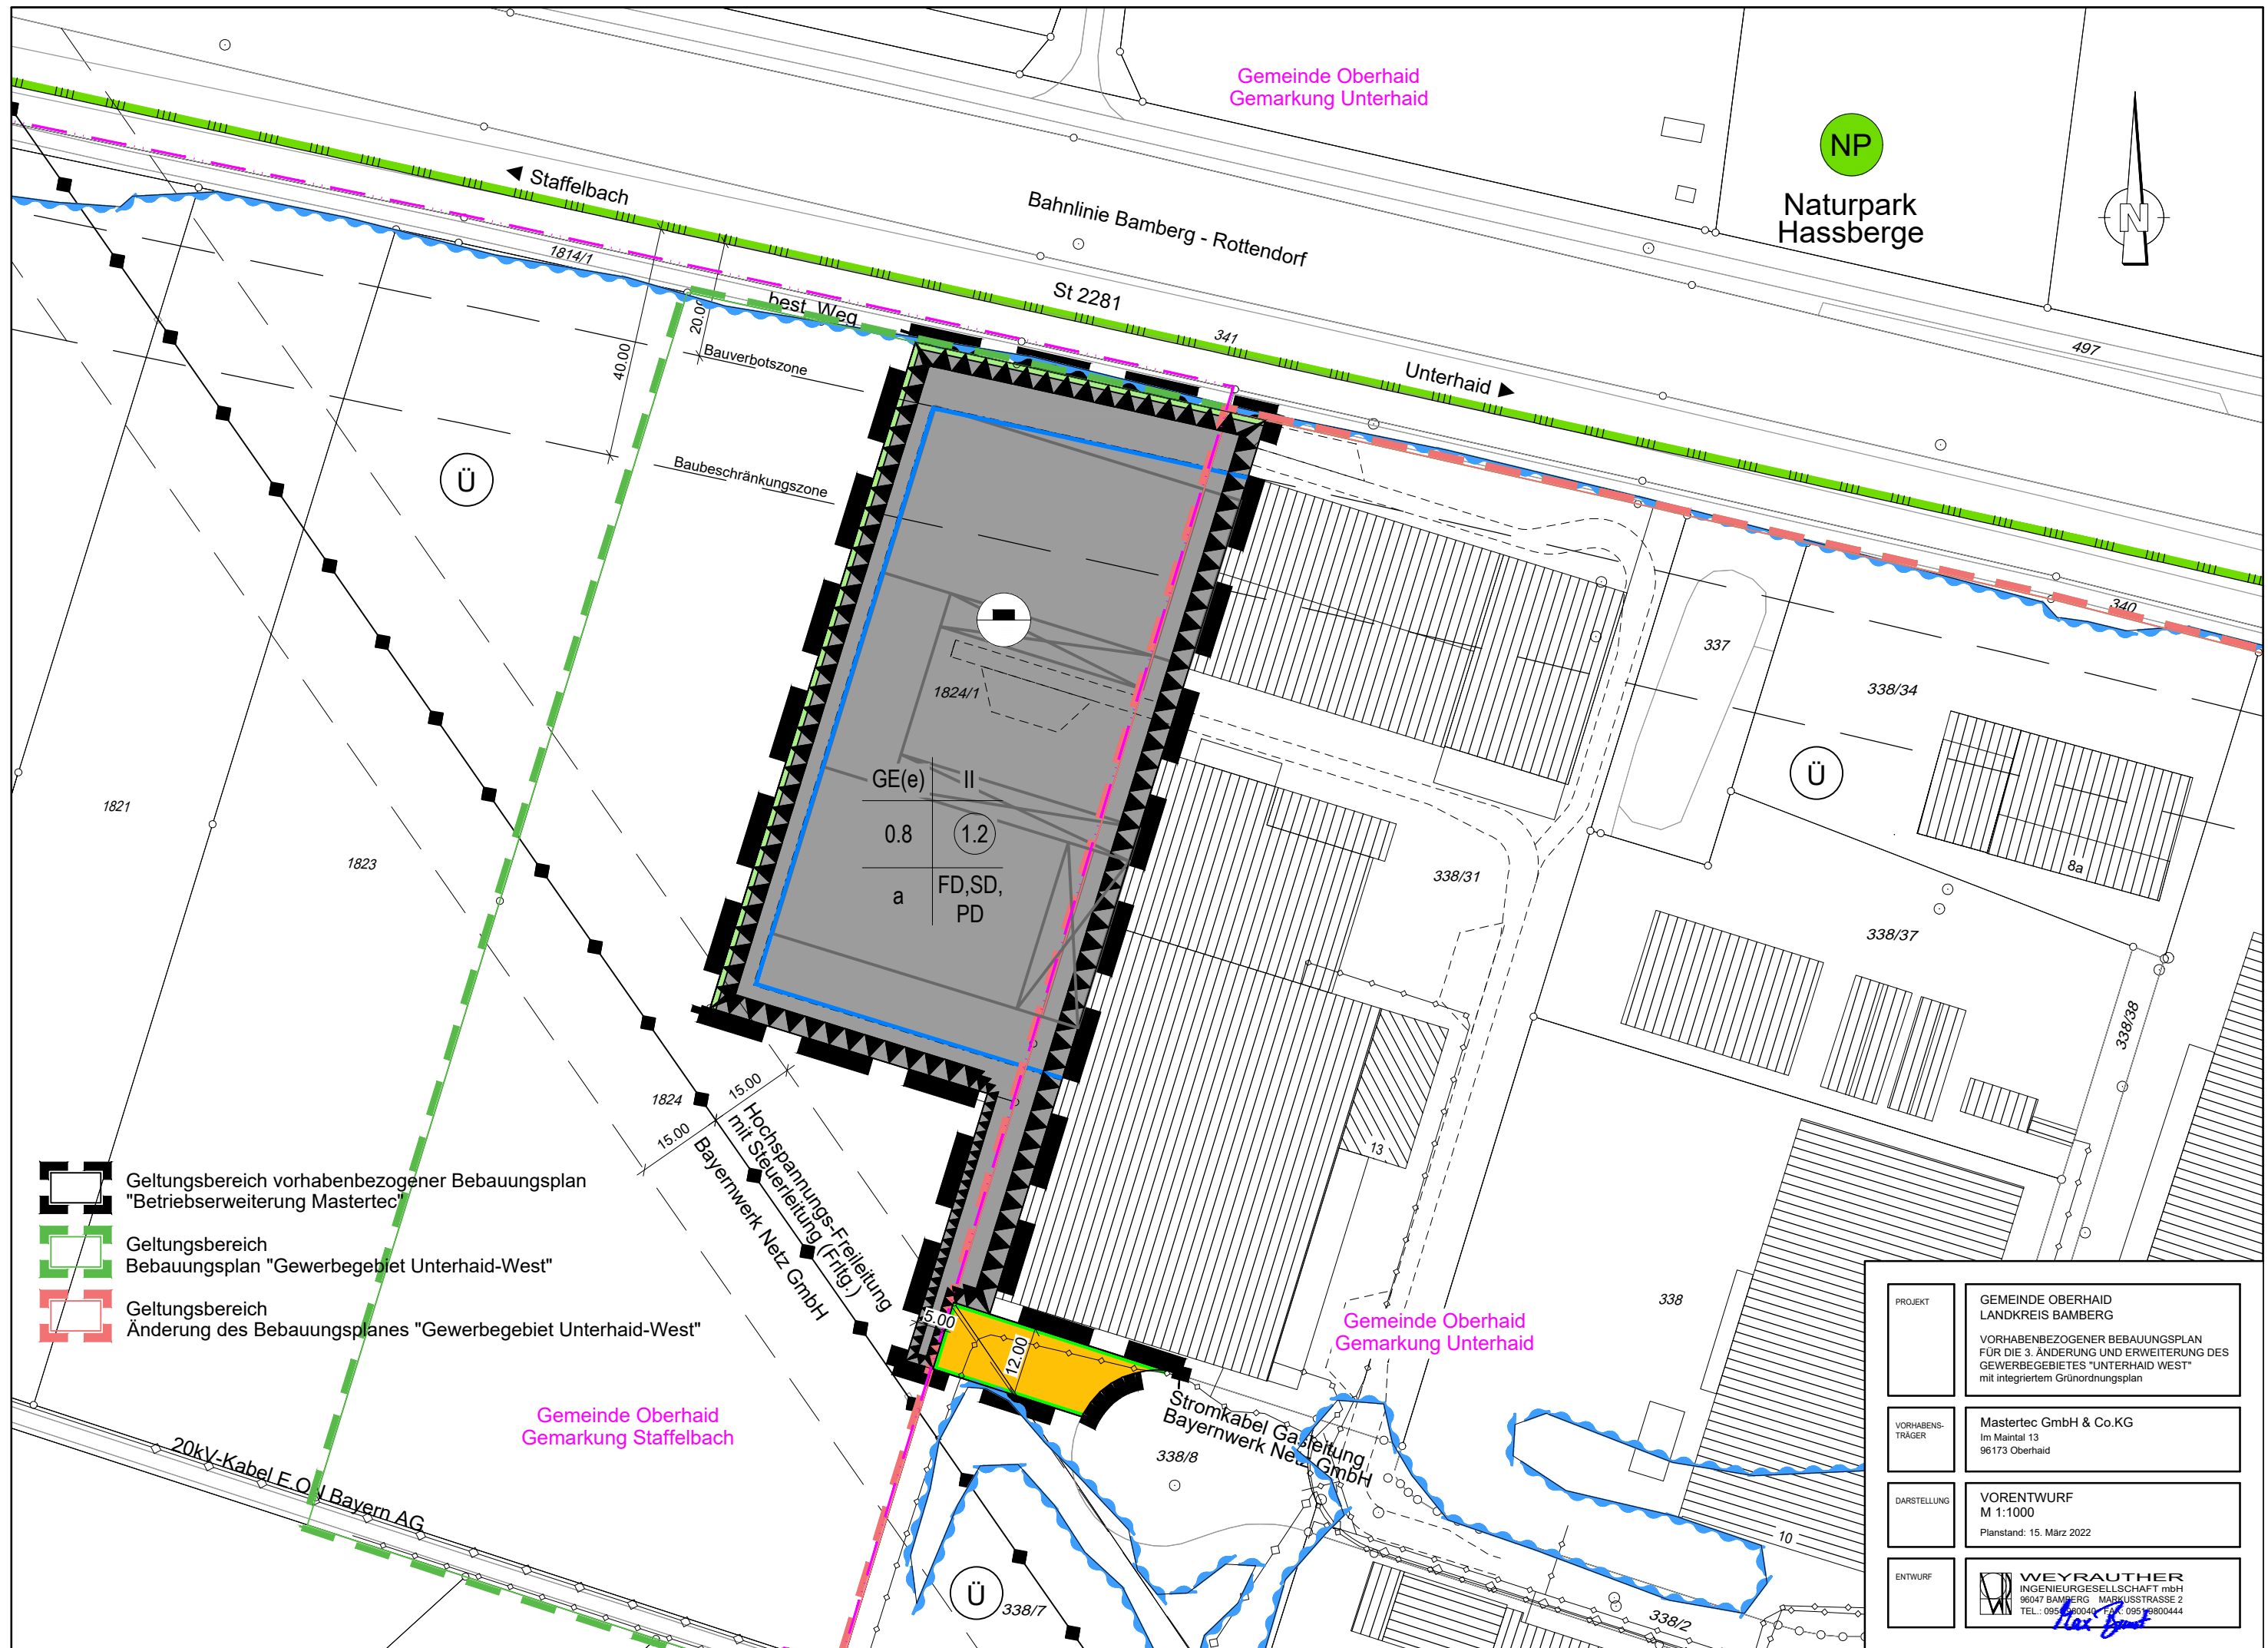 Gemeinde Oberhaid
Gemarkung Unterhaid
NP
Naturpark
Hassberge
N
Staffelbach
Bahnlinie Bamberg - Rottendorf
St 2281
341
497
1814/1
best. Weg
Unterhaid
20.00
40.00
Bauverbotszone
Baubeschränkungszone
Ü
340
337
338/34
Ü
1824/1
GE(e) II
0.8 1.2
a FD,SD,
PD
1821
1823
338/31
8a
338/37
338/38
1824
15.00
15.00
13
Hochspannungs-Freileitung
mit Steuerleitung (Frltg.)
Bayernwerk Netz GmbH
Geltungsbereich vorhabenbezogener Bebauungsplan
"Betriebserweiterung Mastertec"
Geltungsbereich
Bebauungsplan "Gewerbegebiet Unterhaid-West"
Geltungsbereich
Änderung des Bebauungsplanes "Gewerbegebiet Unterhaid-West"
5.00
12.00
Gemeinde Oberhaid
Gemarkung Unterhaid
338
Gemeinde Oberhaid
Gemarkung Staffelbach
Stromkabel Gasleitung
Bayernwerk Netz GmbH
20kV-Kabel E.ON Bayern AG
338/8
10
Ü
338/7
338/2
PROJEKT
GEMEINDE OBERHAID
LANDKREIS BAMBERG
VORHABENBEZOGENER BEBAUUNGSPLAN
FÜR DIE 3. ÄNDERUNG UND ERWEITERUNG DES
GEWERBEGEBIETES "UNTERHAID WEST"
mit integriertem Grünordnungsplan
VORHABENS-
TRÄGER
Mastertec GmbH & Co.KG
Im Maintal 13
96173 Oberhaid
DARSTELLUNG
VORENTWURF
M 1:1000
Planstand: 15. März 2022
ENTWURF
WEYRAUTHER
INGENIEURGESELLSCHAFT mbH
96047 BAMBERG MARKUSSTRASSE 2
TEL.: FAX: 0951/9800444